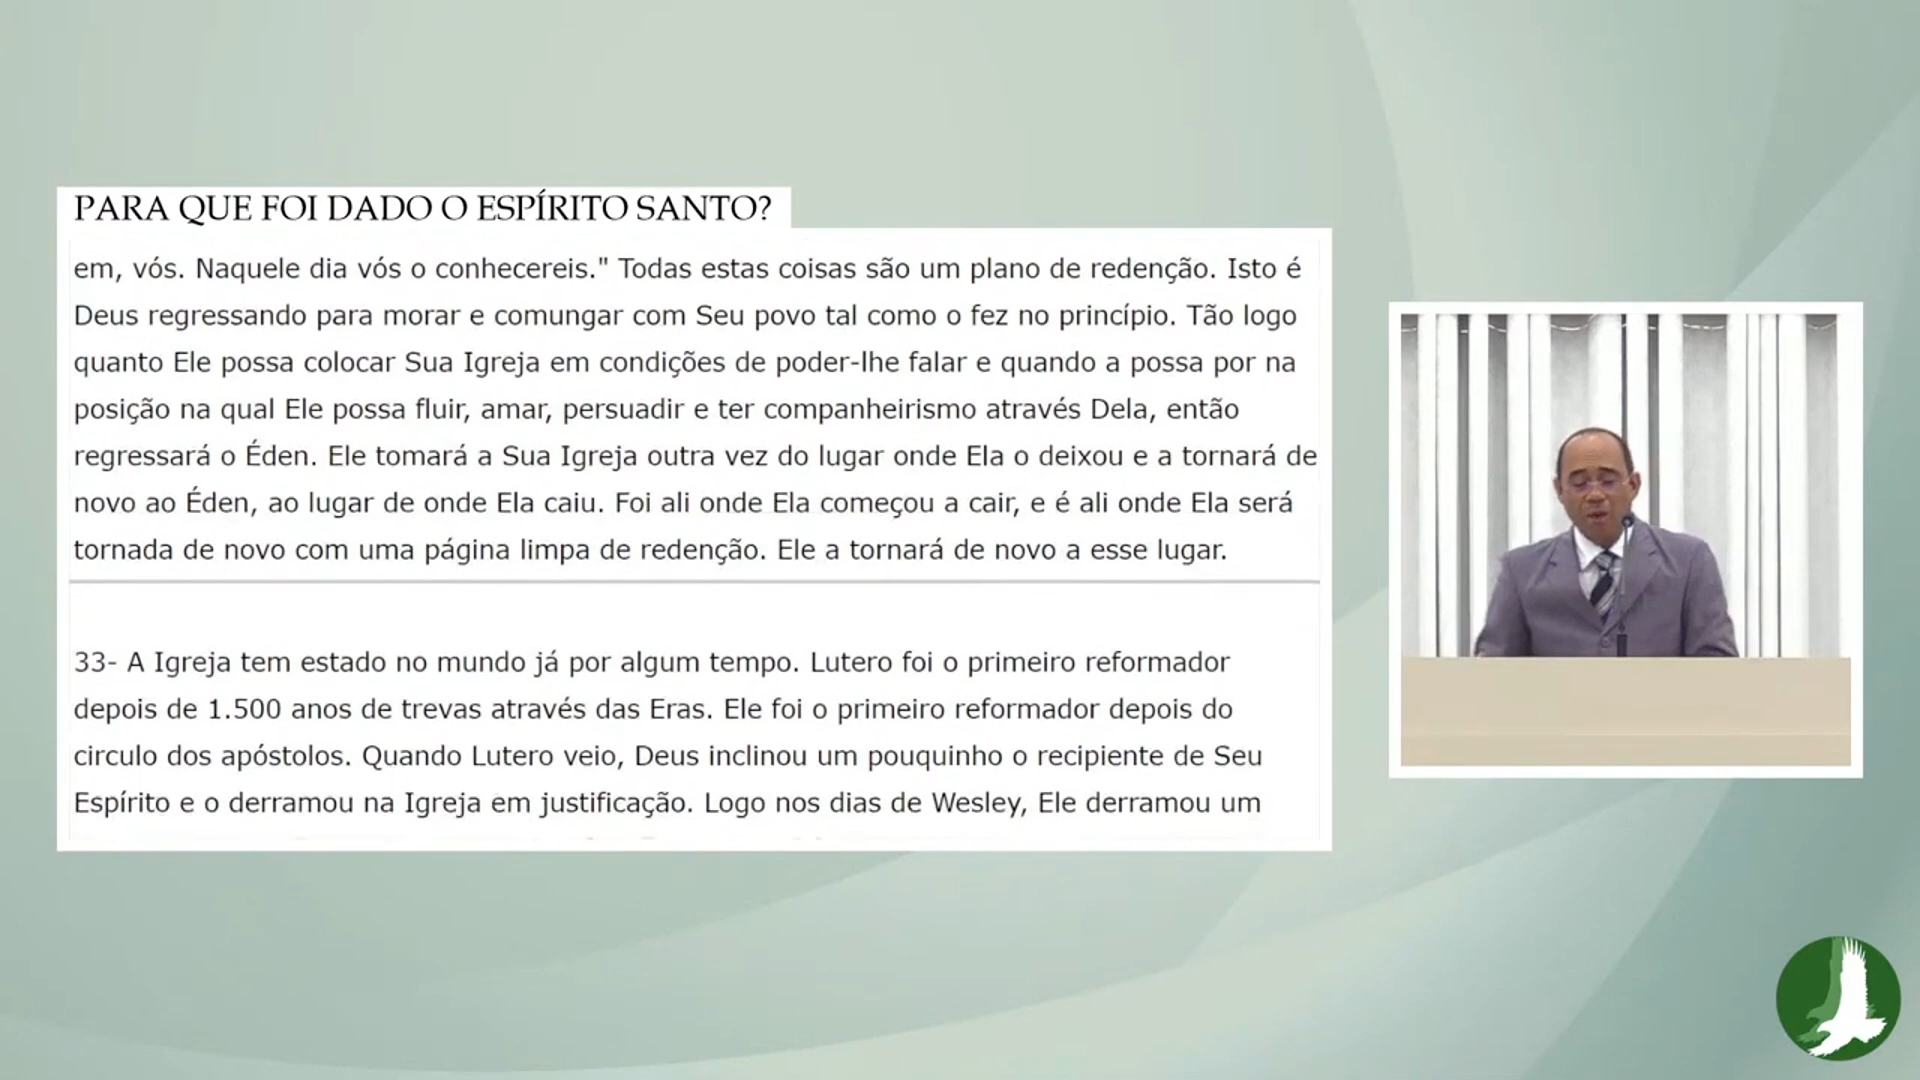 PARA QUE FOI DADO O ESPÍRITO SANTO?
em, vós. Naquele dia vós o conhecereis." Todas estas coisas são um plano de redenção. Isto é
Deus regressando para morar e comungar com Seu povo tal como o fez no princípio. Tão logo
quanto Ele possa colocar Sua Igreja em condições de poder-lhe falar e quando a possa por na
posição na qual Ele possa fluir, amar, persuadir e ter companheirismo através Dela, então
regressará o Éden. Ele tomará a Sua Igreja outra vez do lugar onde Ela o deixou e a tornará de
novo ao Éden, ao lugar de onde Ela caiu. Foi ali onde Ela começou a cair, e é ali onde Ela será
tornada de novo com uma página limpa de redenção. Ele a tornará de novo a esse lugar.
33- A Igreja tem estado no mundo já por algum tempo. Lutero foi o primeiro reformador
depois de 1.500 anos de trevas através das Eras. Ele foi o primeiro reformador depois do
circulo dos apóstolos. Quando Lutero veio, Deus inclinou um pouquinho o recipiente de Seu
Espírito e o derramou na Igreja em justificação. Logo nos dias de Wesley, Ele derramou um